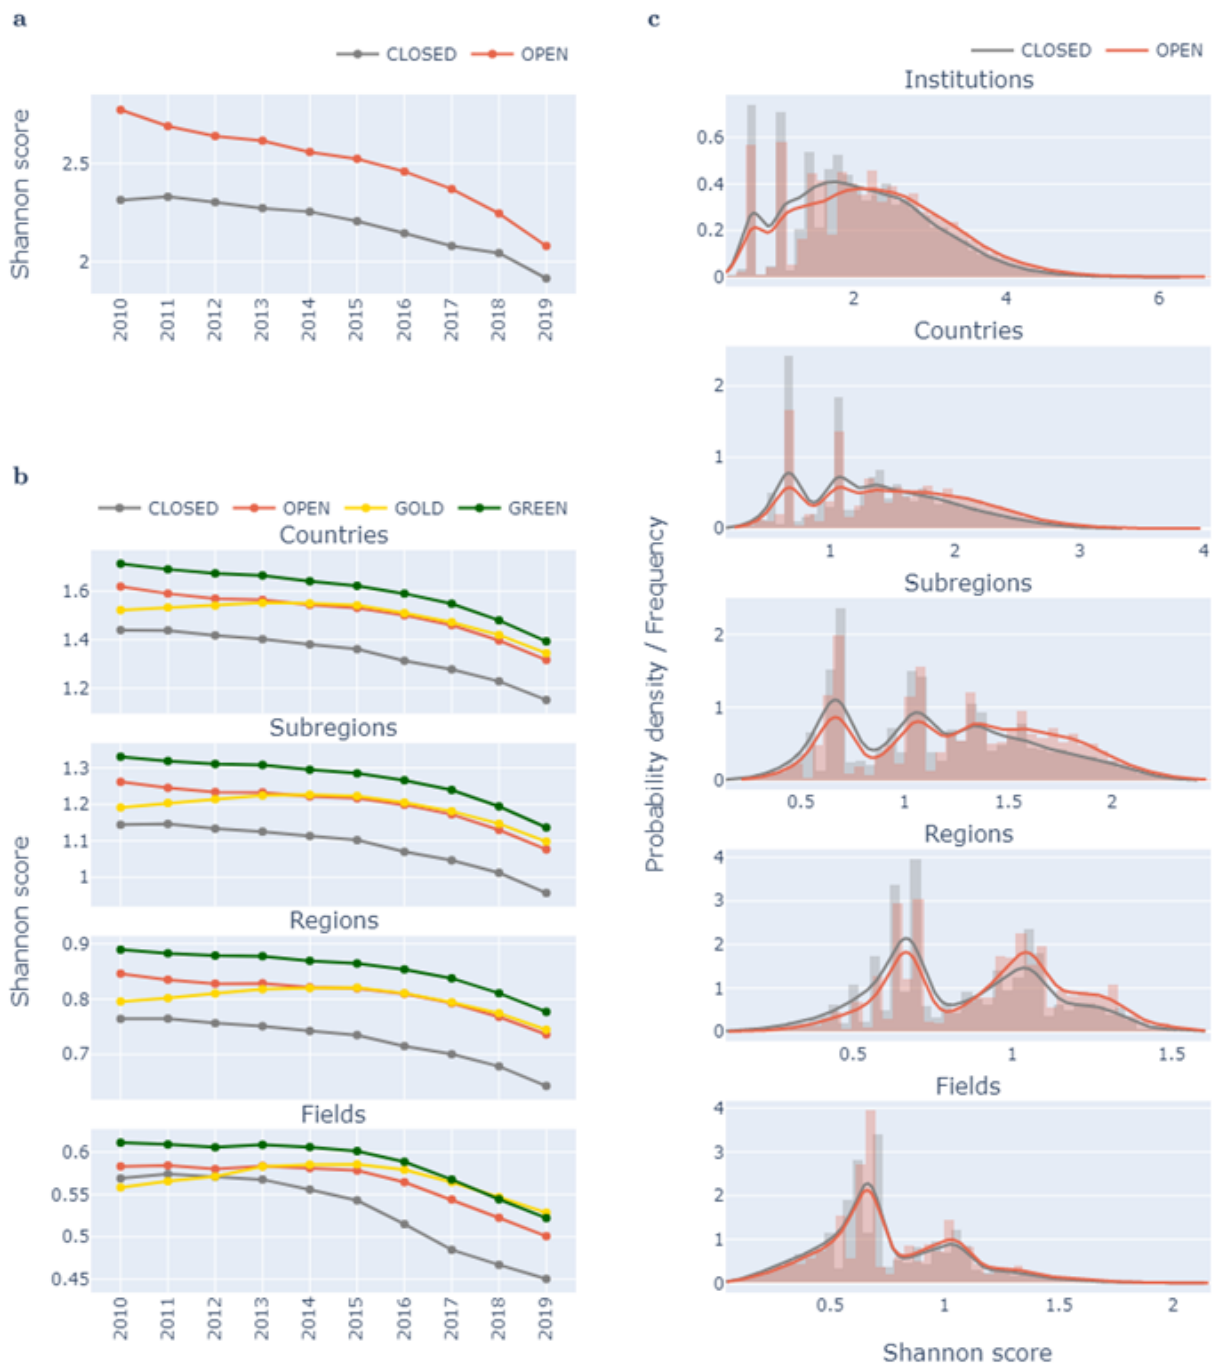 a
CLOSED OPEN
Shannon score
2.5
2
2010 2011 2012 2013 2014 2015 2016 2017 2018 2019
b
CLOSED OPEN GOLD GREEN
Countries
1.6
1.4
1.2
Subregions
1.3
1.2
1.1
1
Shannon score
Regions
0.9
0.8
0.7
Fields
0.6
0.55
0.5
0.45
2010 2011 2012 2013 2014 2015 2016 2017 2018 2019
c
CLOSED OPEN
Institutions
0.6
0.4
0.2
0
2 4 6
Countries
2
1
0
1 2 3 4
Probability density / Frequency
Subregions
2
1
0
0.5 1 1.5 2
Regions
4
3
2
1
0
0.5 1 1.5
Fields
4
3
2
1
0
0.5 1 1.5 2
Shannon score